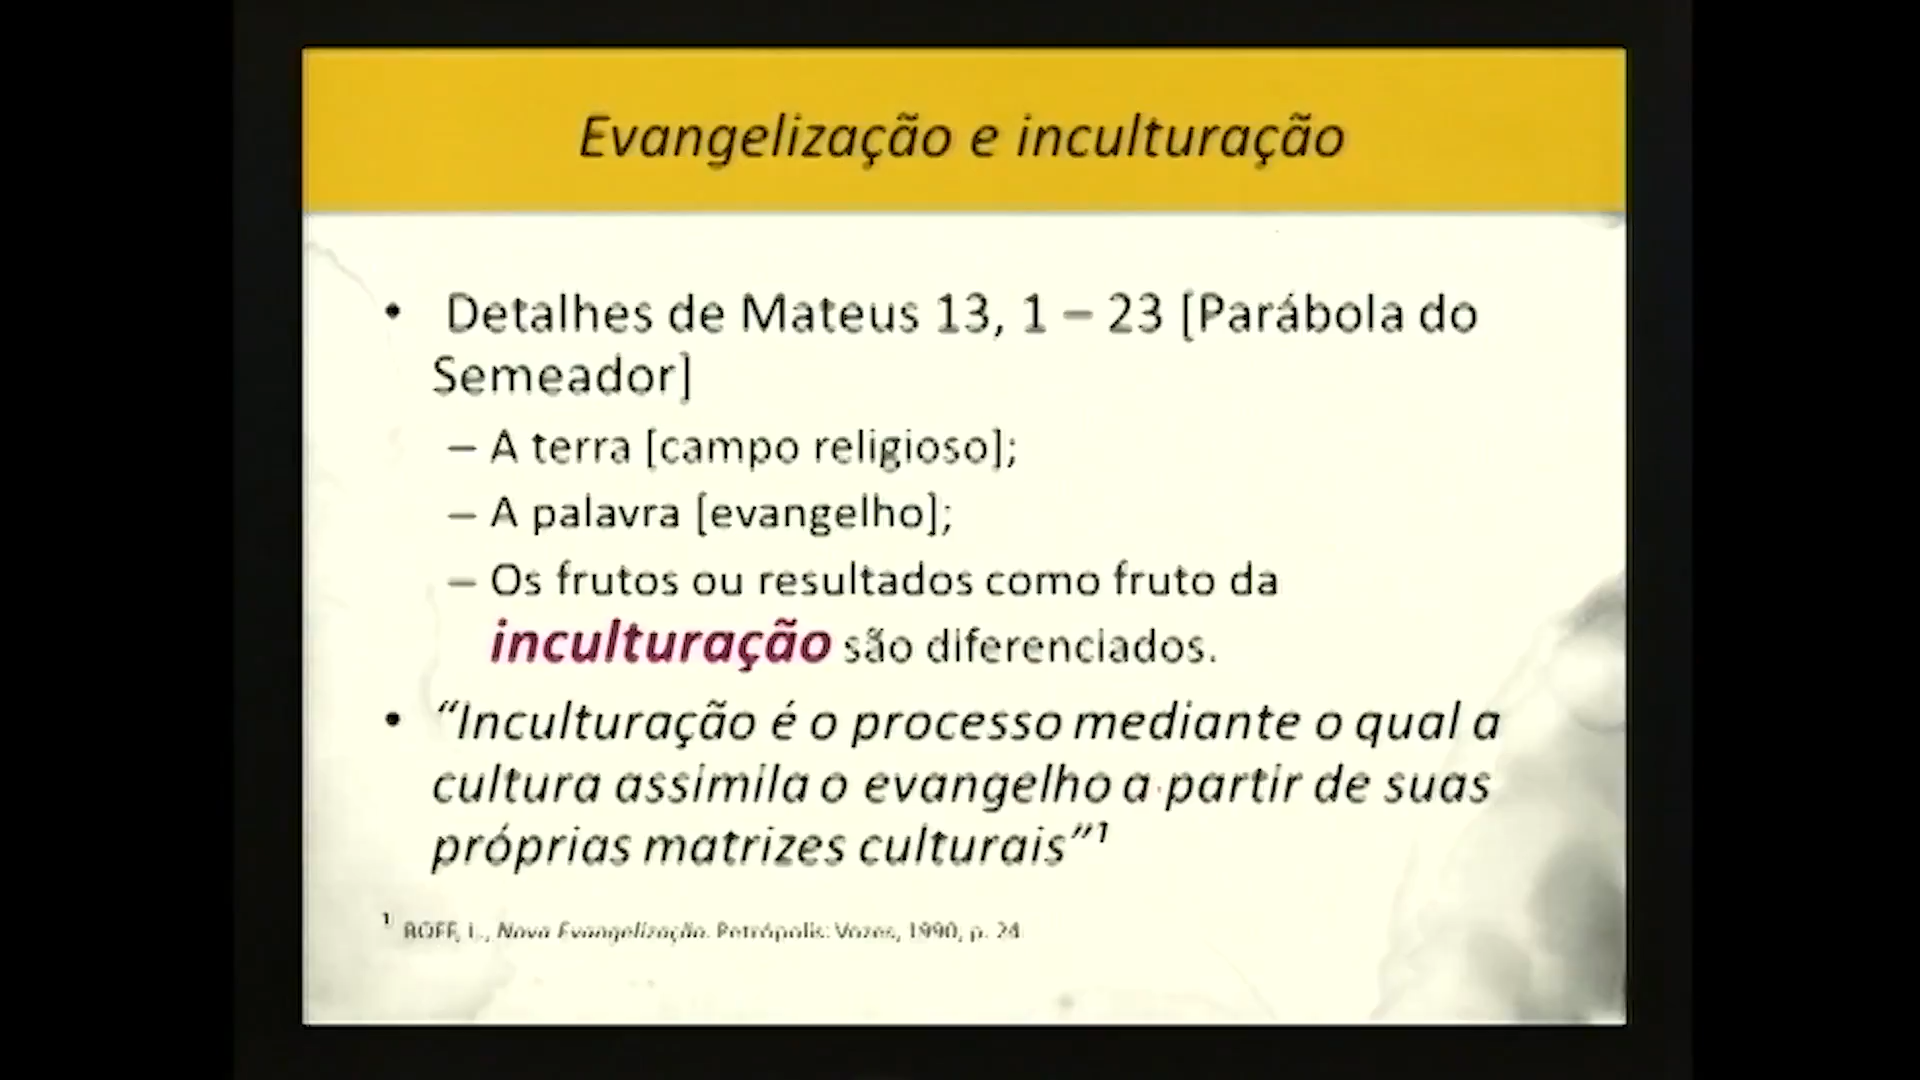 Evangelização e inculturação
• Detalhes de Mateus 13, 1 – 23 [Parábola do
Semeador]
– A terra [campo religioso];
– A palavra [evangelho];
– Os frutos ou resultados como fruto da
inculturação são diferenciados.
• “Inculturação é o processo mediante o qual a
cultura assimila o evangelho a partir de suas
próprias matrizes culturais”¹
¹ BOFF, L., Nova Evangelização. Petrópolis: Vozes, 1990, p. 24